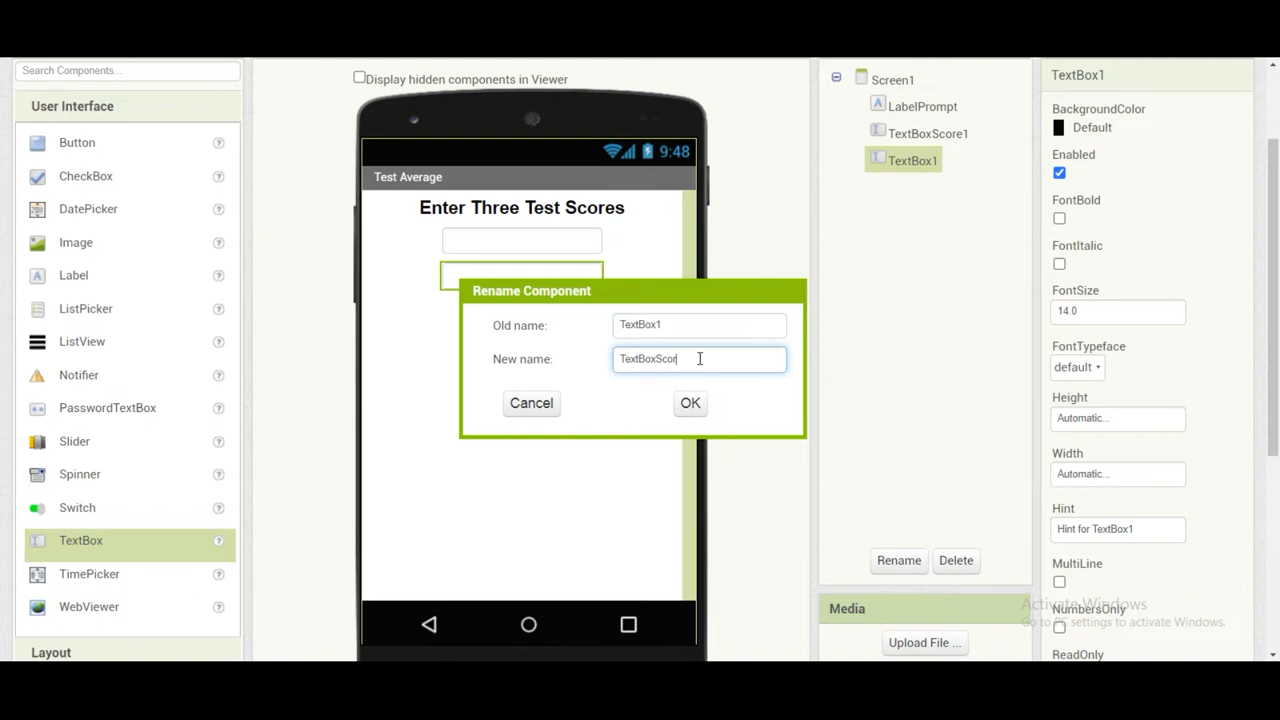 Search Components...
User Interface
Button
CheckBox
DatePicker
Image
Label
ListPicker
ListView
Notifier
PasswordTextBox
Slider
Spinner
Switch
TextBox
TimePicker
WebViewer
Layout
Display hidden components in Viewer
9:48
Test Average
Enter Three Test Scores
Rename Component
Old name:
TextBox1
New name:
TextBoxScor
Cancel
OK
Screen1
LabelPrompt
TextBoxScore1
TextBox1
Rename
Delete
Media
Upload File ...
TextBox1
BackgroundColor
Default
Enabled
FontBold
FontItalic
FontSize
14.0
FontTypeface
default
Height
Automatic...
Width
Automatic...
Hint
Hint for TextBox1
MultiLine
NumbersOnly
ReadOnly
Activate Windows
Go to PC settings to activate Windows.